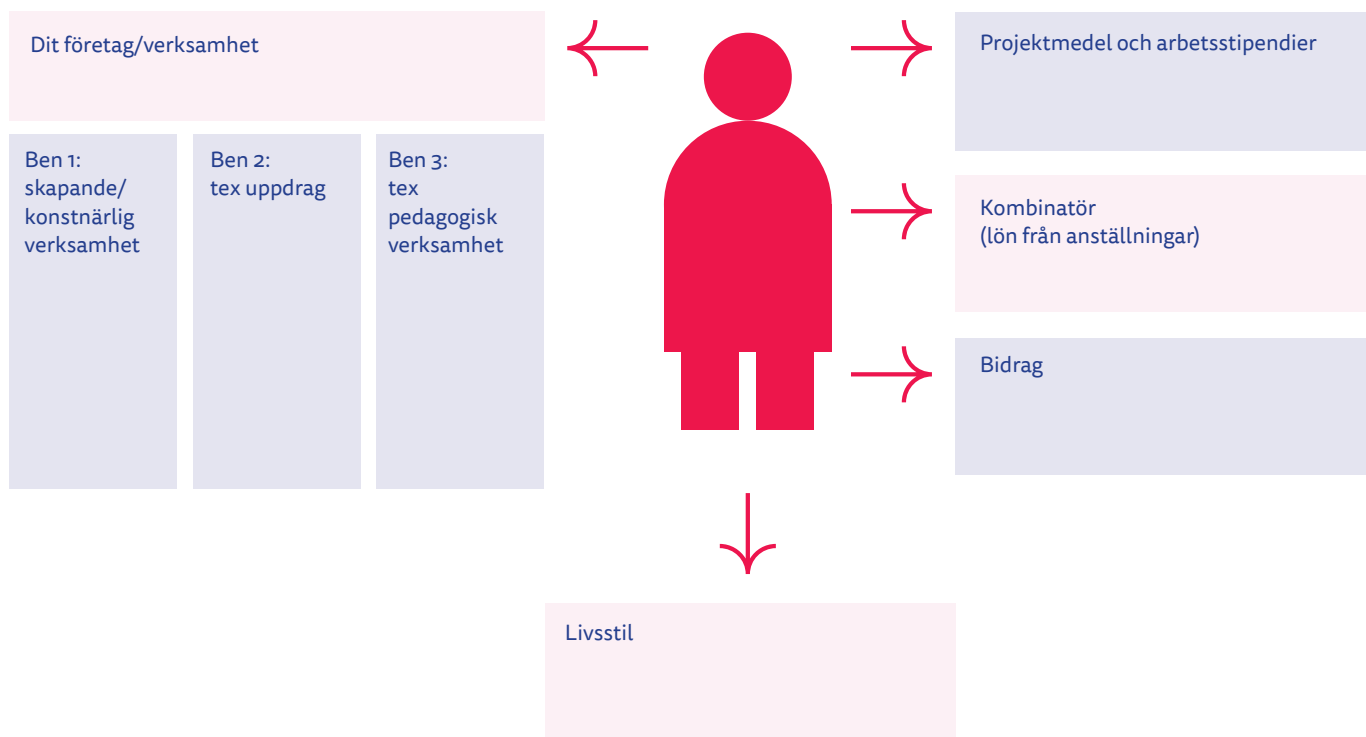 Dit företag/verksamhet
Ben 1:
skapande/
konstnärlig
verksamhet
Ben 2:
tex uppdrag
Ben 3:
tex
pedagogisk
verksamhet
Projektmedel och arbetsstipendier
Kombinatör
(lön från anställningar)
Bidrag
Livsstil